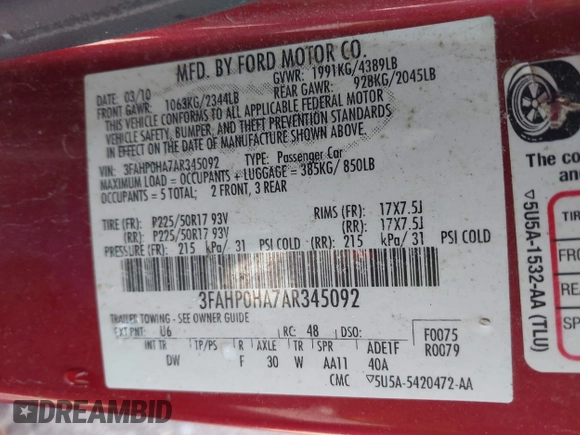 MFD. BY FORD MOTOR CO.
DATE: 03/10 GVWR: 1991KG/4389LB
FRONT GAWR: 1063KG/2344LB REAR GAWR: 928KG/2045LB
THIS VEHICLE CONFORMS TO ALL APPLICABLE FEDERAL MOTOR
VEHICLE SAFETY, BUMPER, AND THEFT PREVENTION STANDARDS
IN EFFECT ON THE DATE OF MANUFACTURE SHOWN ABOVE.
VIN: 3FAHP0HA7AR345092 TYPE: Passenger Car
MAXIMUM LOAD = OCCUPANTS + LUGGAGE = 385KG/ 850LB
OCCUPANTS = 5 TOTAL; 2 FRONT, 3 REAR
TIRE (FR): P225/50R17 93V RIMS (FR): 17X7.5J
(RR): P225/50R17 93V (RR): 17X7.5J
PRESSURE (FR): 215 kPa/ 31 PSI COLD (RR): 215 kPa/ 31 PSI COLD
3FAHP0HA7AR345092
TRAILER TOWING - SEE OWNER GUIDE
EXT PNT: U6 RC: 48 DSO: F0075
INT TR TP/PS R AXLE TR SPR ADE1F R0079
DW F 30 W AA11 40A
CMC ▽5U5A-5420472-AA
The co
an
TIR
FRO
REA
SP
▽5U5A-1532-AA (TLU)
DREAMBID